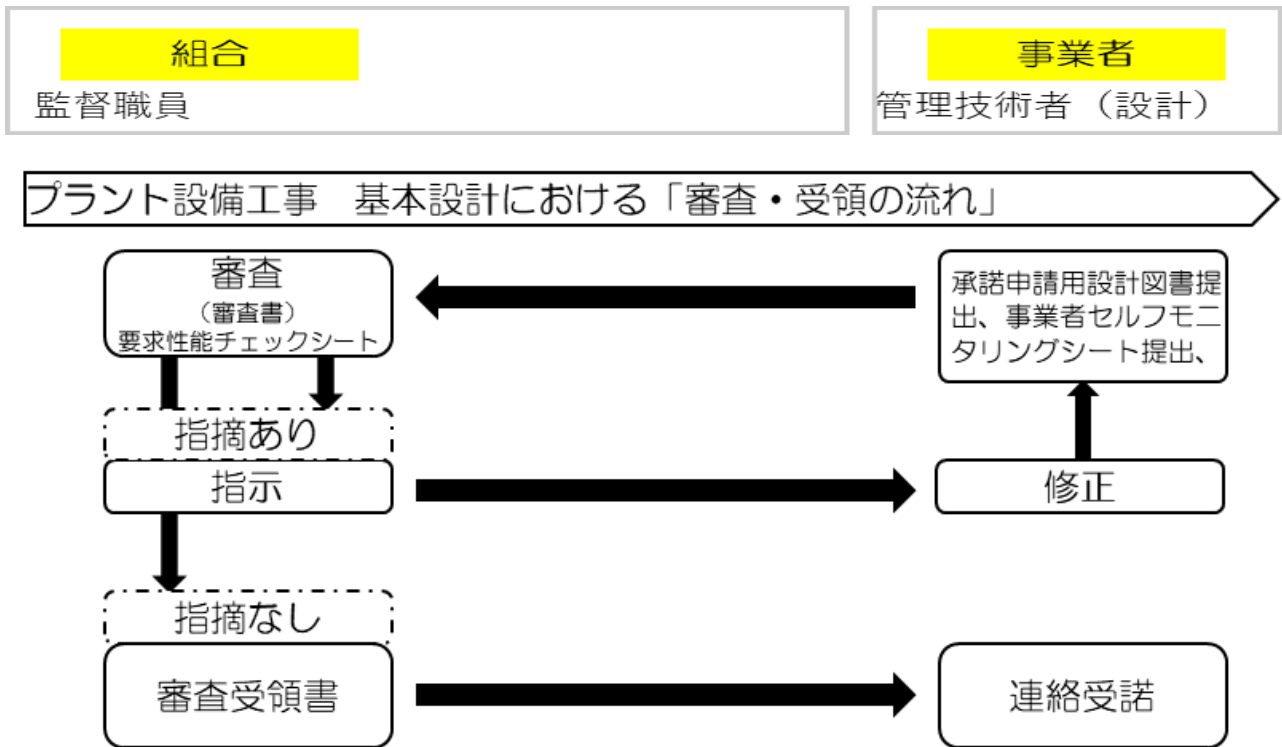 組合
事業者
監督職員
管理技術者（設計）
プラント設備工事　基本設計における「審査・受領の流れ」
審査
（審査書）
要求性能チェックシート
承諾申請用設計図書提
出、事業者セルフモニ
タリングシート提出、
指摘あり
指示
修正
指摘なし
審査受領書
連絡受諾